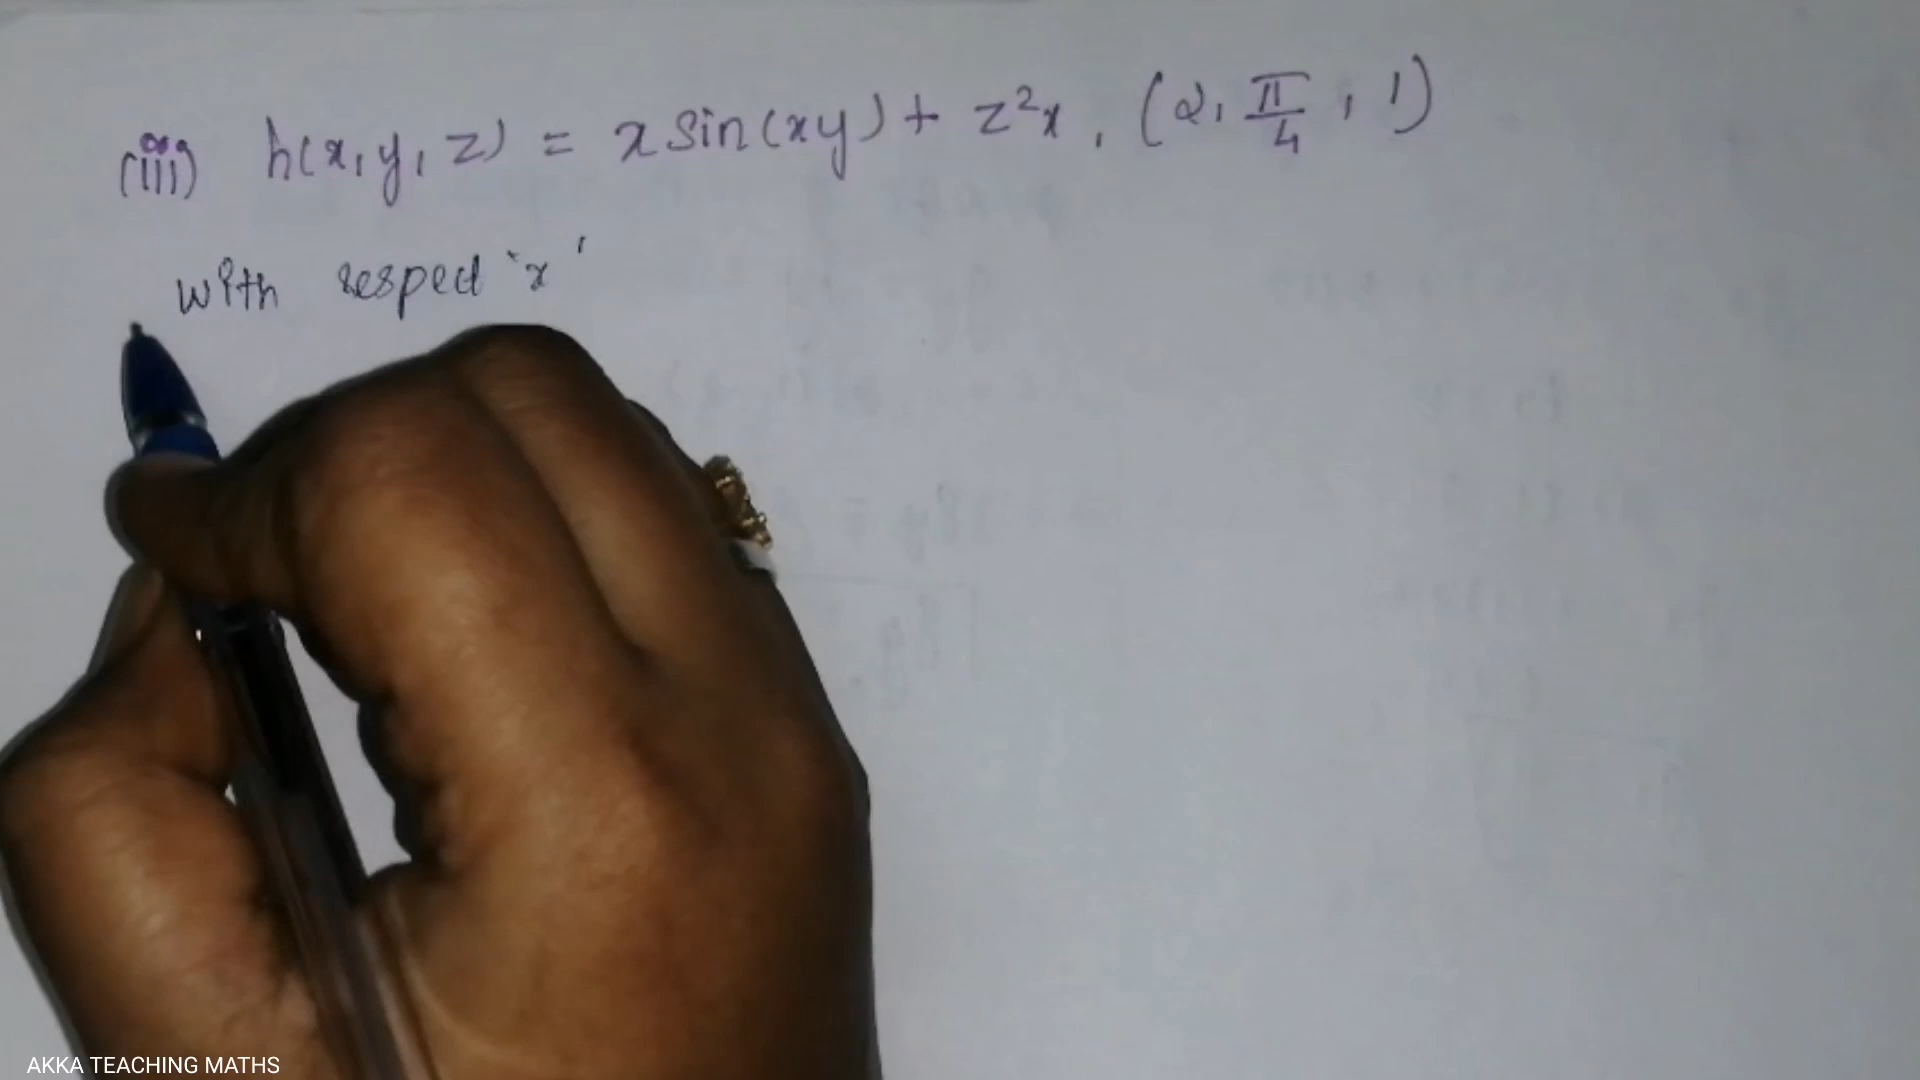 (iii) h(x, y, z) = x sin(xy) + z²x, (2, π/4, 1)
with respect 'x'
AKKA TEACHING MATHS